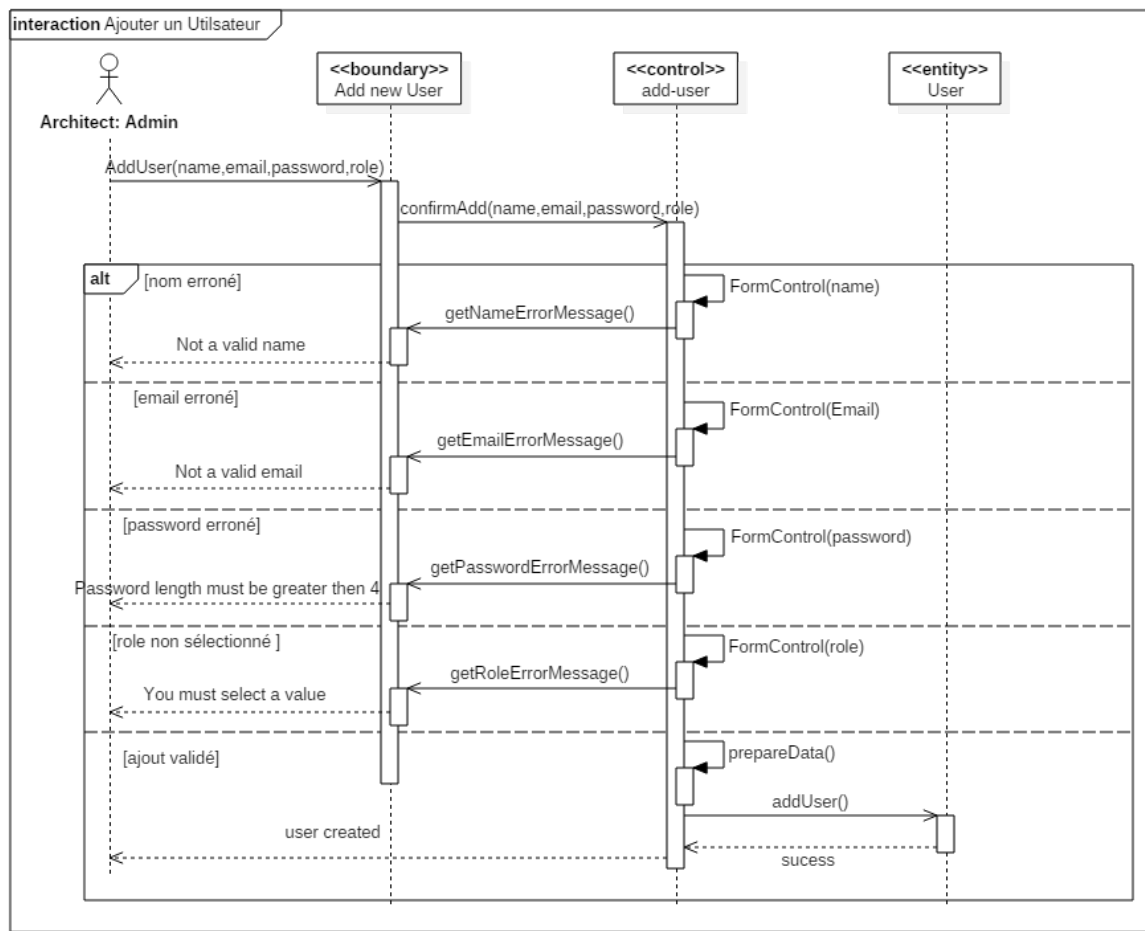 interaction Ajouter un Utilsateur
<<boundary>>
Add new User
<<control>>
add-user
<<entity>>
User
Architect: Admin
AddUser(name,email,password,role)
confirmAdd(name,email,password,role)
alt
[nom erroné]
FormControl(name)
getNameErrorMessage()
Not a valid name
[email erroné]
FormControl(Email)
getEmailErrorMessage()
Not a valid email
[password erroné]
FormControl(password)
getPasswordErrorMessage()
Password length must be greater then 4
[role non sélectionné ]
FormControl(role)
getRoleErrorMessage()
You must select a value
[ajout validé]
prepareData()
addUser()
user created
sucess